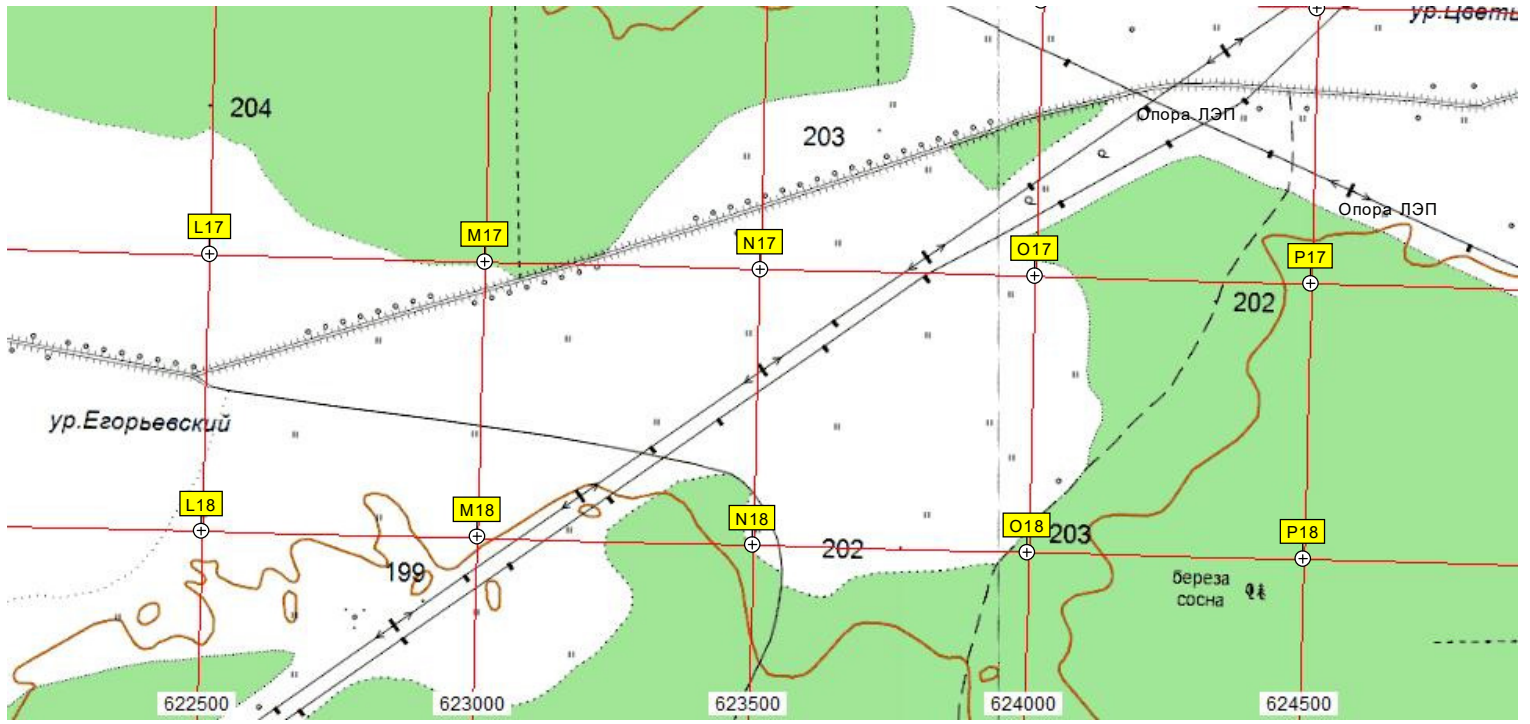 ур.Цветь
204
Опора ЛЭП
203
Опора ЛЭП
L17
M17
N17
O17
P17
202
ур.Егорьевский
L18
M18
N18
O18
P18
203
202
199
береза
сосна
622500
623000
623500
624000
624500